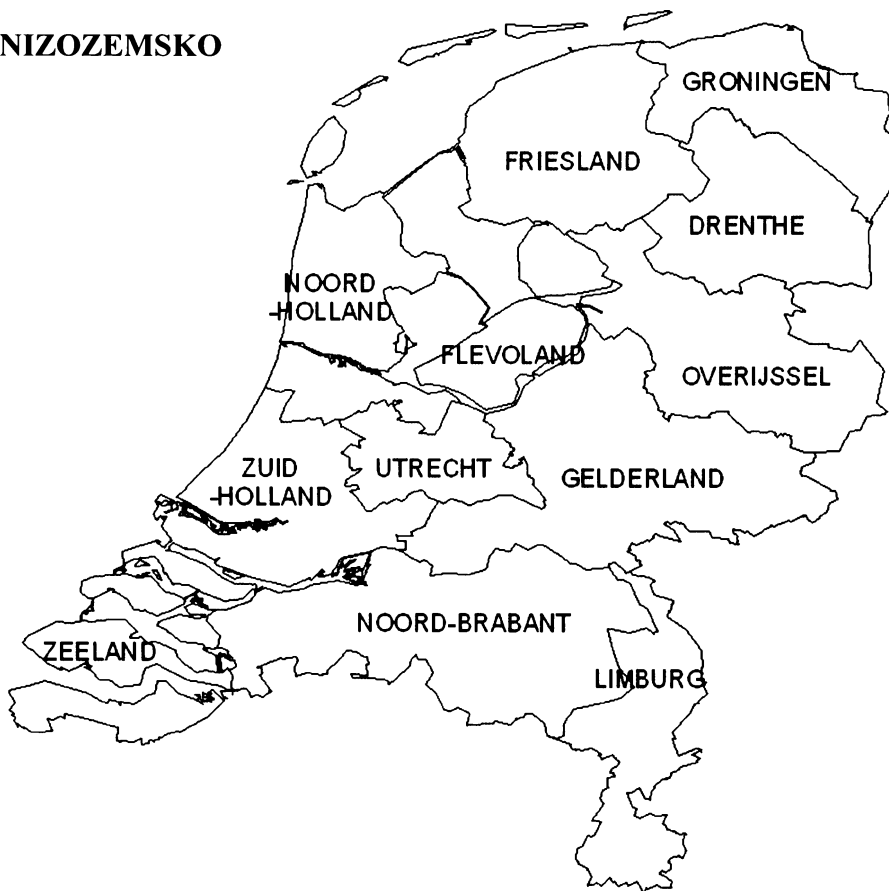 NIZOZEMSKO
GRONINGEN
FRIESLAND
DRENTHE
NOORD
-HOLLAND
FLEVOLAND
OVERIJSSEL
ZUID
-HOLLAND
UTRECHT
GELDERLAND
NOORD-BRABANT
ZEELAND
LIMBURG